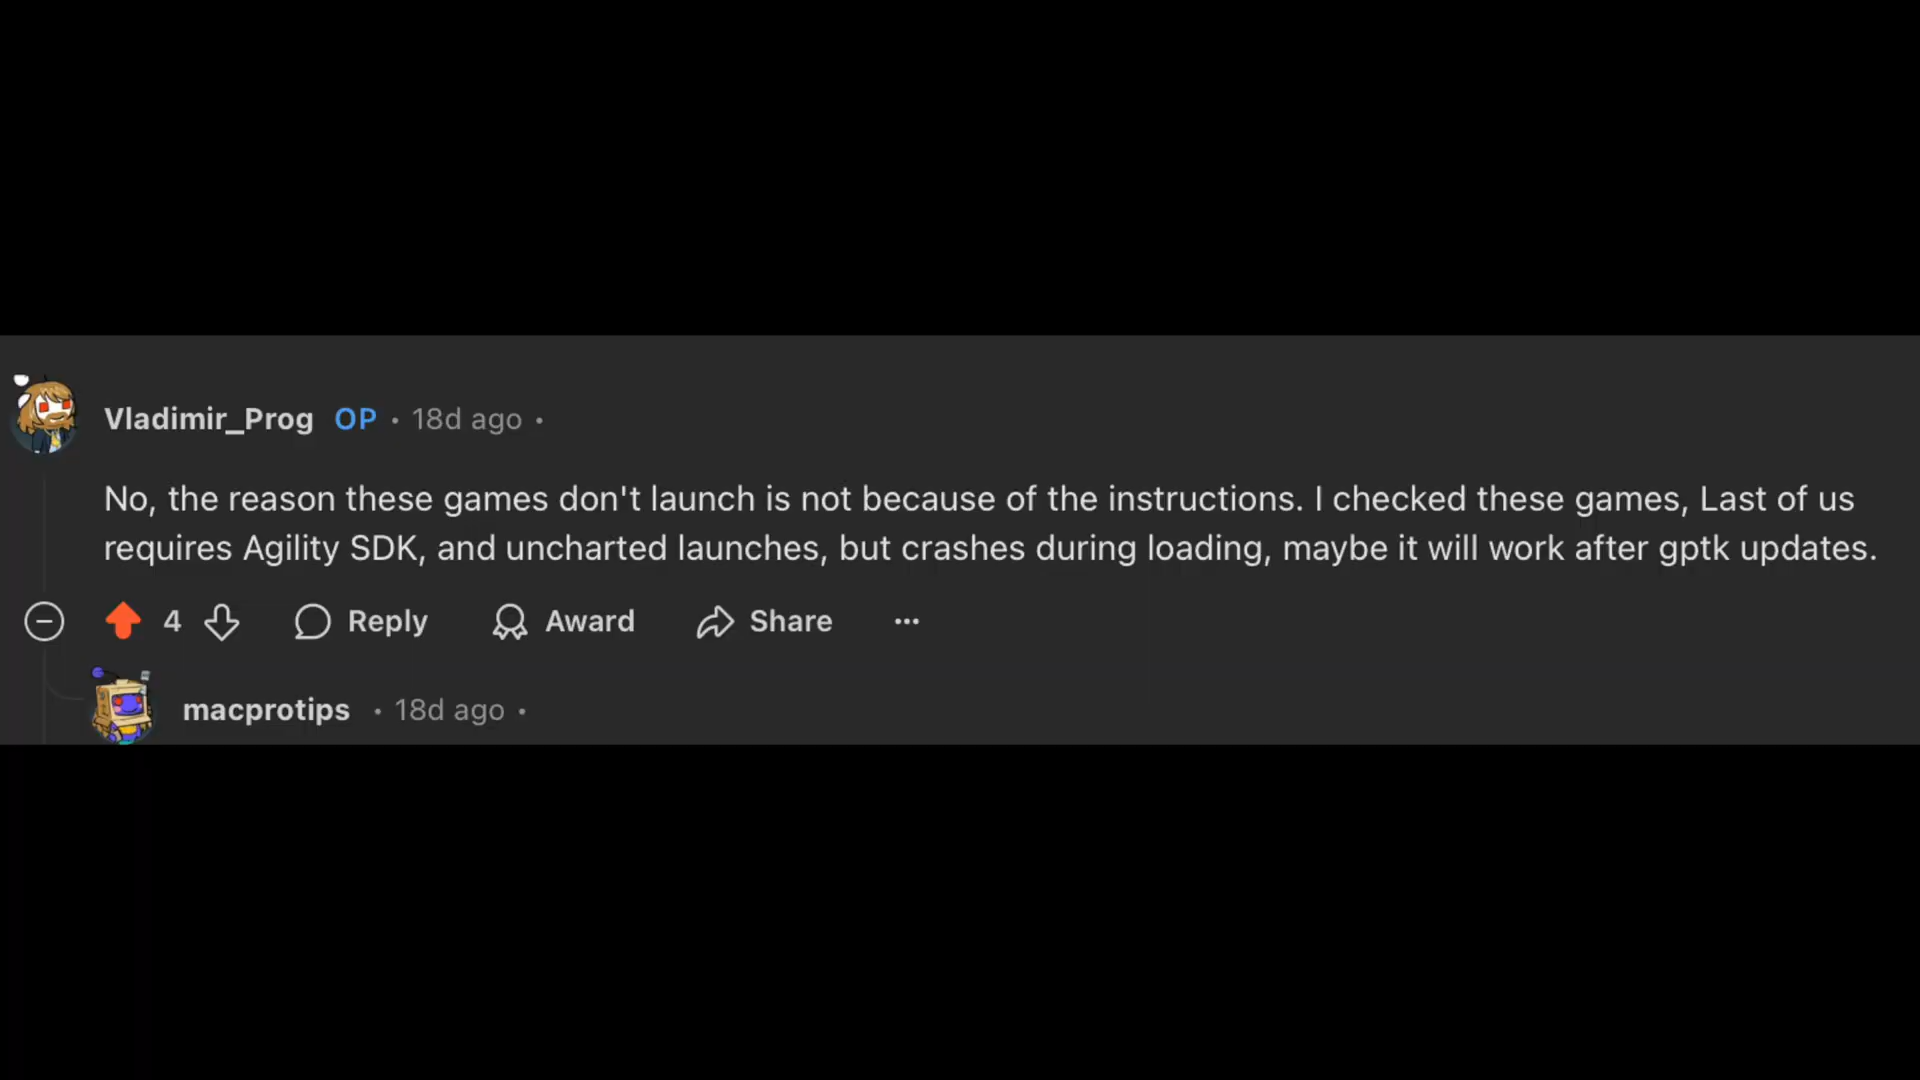 Vladimir_Prog OP • 18d ago •
No, the reason these games don't launch is not because of the instructions. I checked these games, Last of us
requires Agility SDK, and uncharted launches, but crashes during loading, maybe it will work after gptk updates.
4 Reply Award Share ...
macprotips • 18d ago •